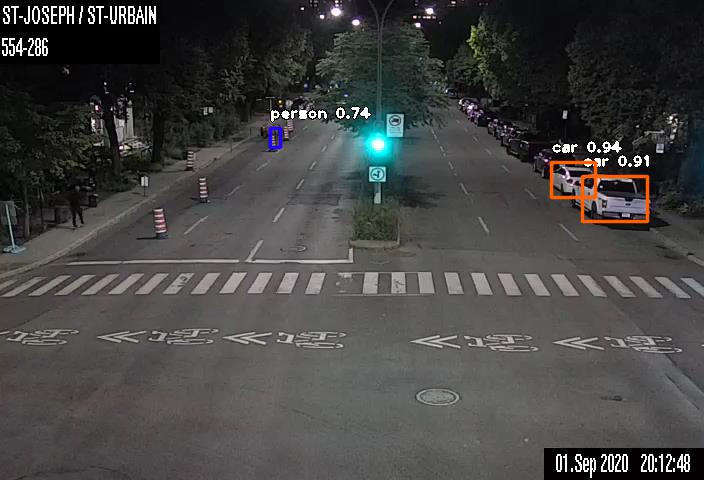 ST-JOSEPH / ST-URBAIN
554-286
person 0.74
car 0.94
car 0.91
01.Sep 2020 20:12:48